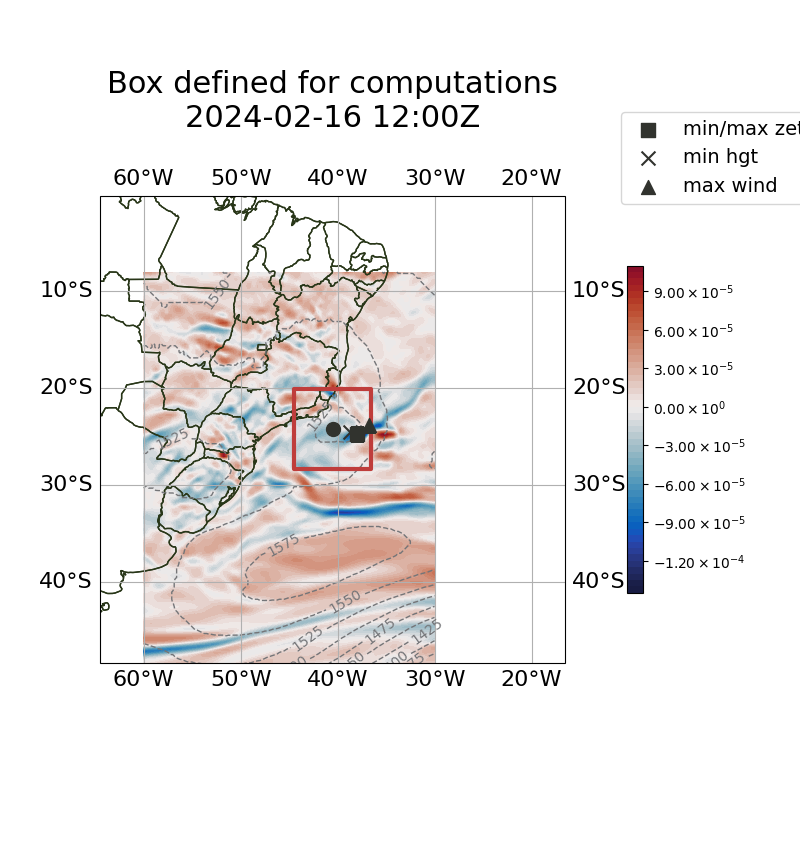 Box defined for computations
2024-02-16 12:00Z
min/max zet
min hgt
max wind
60°W 50°W 40°W 30°W 20°W
10°S 10°S
20°S 20°S
30°S
40°S 40°S
60°W 50°W 40°W 30°W 20°W
9.00 × 10⁻⁵
6.00 × 10⁻⁵
3.00 × 10⁻⁵
0.00 × 10⁰
−3.00 × 10⁻⁵
−6.00 × 10⁻⁵
−9.00 × 10⁻⁵
−1.20 × 10⁻⁴
1550
1525
1575
1550
1525
1475
1425